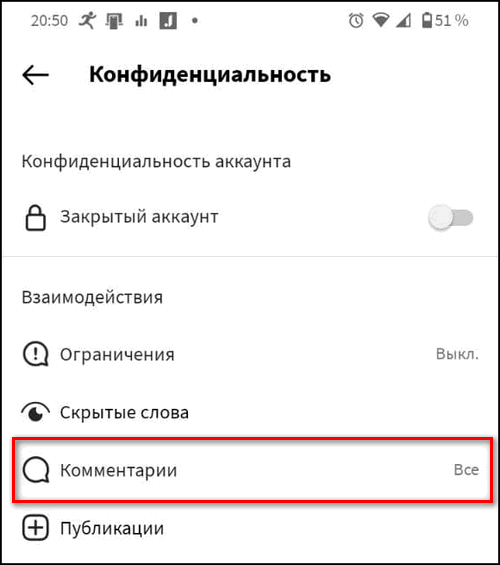 20:50 51 %
Конфиденциальность
Конфиденциальность аккаунта
Закрытый аккаунт
Взаимодействия
Ограничения Выкл.
Скрытые слова
Комментарии Все
Публикации